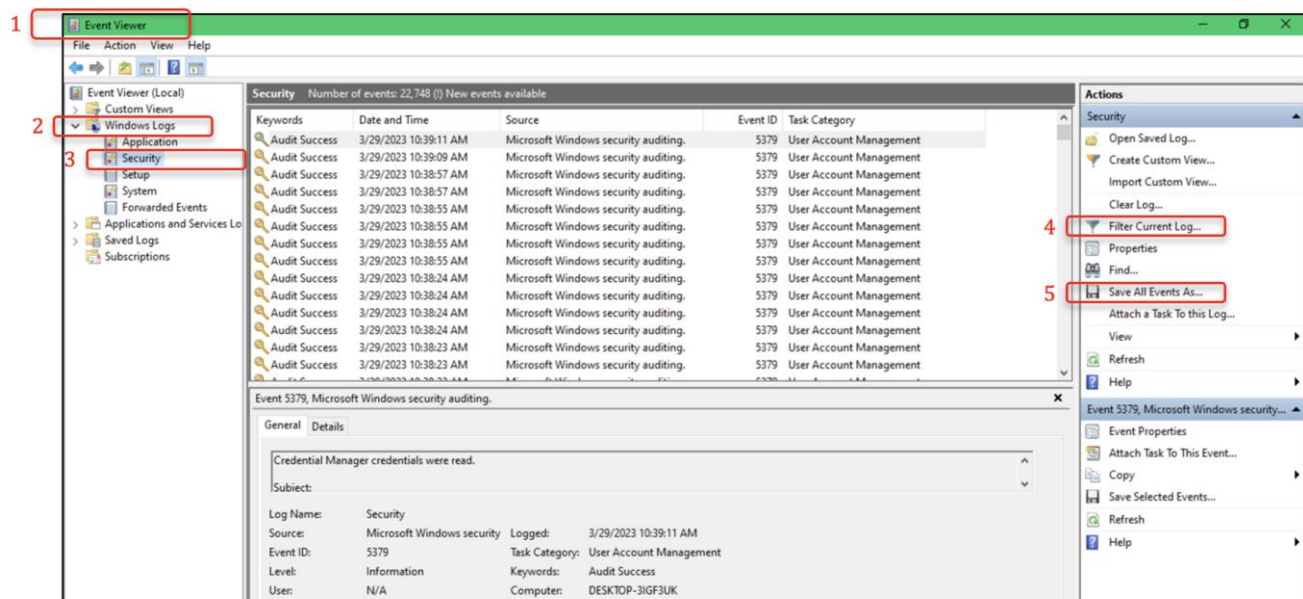 1 Event Viewer
File Action View Help
Event Viewer (Local)
Custom Views
2 Windows Logs
Application
3 Security
Setup
System
Forwarded Events
Applications and Services Lo
Saved Logs
Subscriptions
Security Number of events: 22,748 (!) New events available
Keywords Date and Time Source Event ID Task Category
Audit Success 3/29/2023 10:39:11 AM Microsoft Windows security auditing. 5379 User Account Management
Audit Success 3/29/2023 10:39:09 AM Microsoft Windows security auditing. 5379 User Account Management
Audit Success 3/29/2023 10:38:57 AM Microsoft Windows security auditing. 5379 User Account Management
Audit Success 3/29/2023 10:38:57 AM Microsoft Windows security auditing. 5379 User Account Management
Audit Success 3/29/2023 10:38:55 AM Microsoft Windows security auditing. 5379 User Account Management
Audit Success 3/29/2023 10:38:55 AM Microsoft Windows security auditing. 5379 User Account Management
Audit Success 3/29/2023 10:38:55 AM Microsoft Windows security auditing. 5379 User Account Management
Audit Success 3/29/2023 10:38:55 AM Microsoft Windows security auditing. 5379 User Account Management
Audit Success 3/29/2023 10:38:24 AM Microsoft Windows security auditing. 5379 User Account Management
Audit Success 3/29/2023 10:38:24 AM Microsoft Windows security auditing. 5379 User Account Management
Audit Success 3/29/2023 10:38:24 AM Microsoft Windows security auditing. 5379 User Account Management
Audit Success 3/29/2023 10:38:24 AM Microsoft Windows security auditing. 5379 User Account Management
Audit Success 3/29/2023 10:38:23 AM Microsoft Windows security auditing. 5379 User Account Management
Audit Success 3/29/2023 10:38:23 AM Microsoft Windows security auditing. 5379 User Account Management
Event 5379, Microsoft Windows security auditing.
General Details
Credential Manager credentials were read.
Subject:
Log Name: Security
Source: Microsoft Windows security Logged: 3/29/2023 10:39:11 AM
Event ID: 5379 Task Category: User Account Management
Level: Information Keywords: Audit Success
User: N/A Computer: DESKTOP-3IGF3UK
Actions
Security
Open Saved Log...
Create Custom View...
Import Custom View...
Clear Log...
4 Filter Current Log...
Properties
Find...
5 Save All Events As...
Attach a Task To this Log...
View
Refresh
Help
Event 5379, Microsoft Windows security...
Event Properties
Attach Task To This Event...
Copy
Save Selected Events...
Refresh
Help